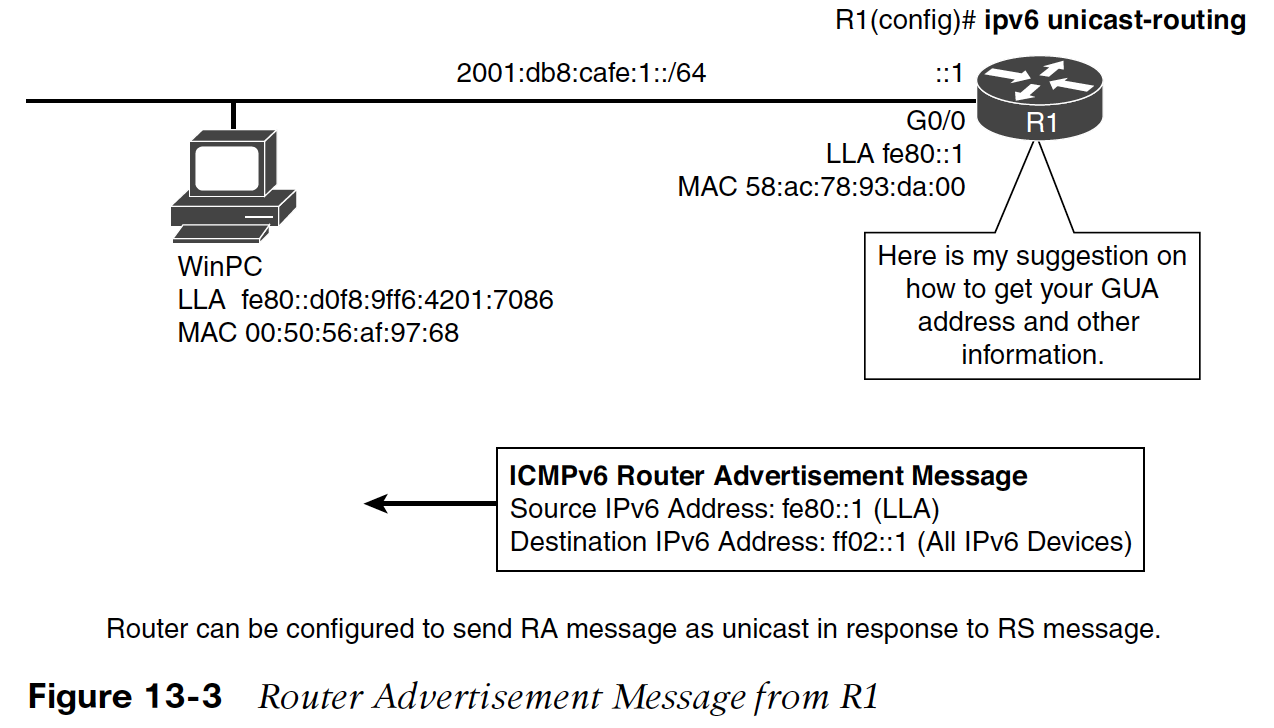 R1(config)# ipv6 unicast-routing
2001:db8:cafe:1::/64
::1
G0/0
R1
LLA fe80::1
MAC 58:ac:78:93:da:00
Here is my suggestion on
how to get your GUA
address and other
information.
WinPC
LLA fe80::d0f8:9ff6:4201:7086
MAC 00:50:56:af:97:68
ICMPv6 Router Advertisement Message
Source IPv6 Address: fe80::1 (LLA)
Destination IPv6 Address: ff02::1 (All IPv6 Devices)
Router can be configured to send RA message as unicast in response to RS message.
Figure 13-3 Router Advertisement Message from R1